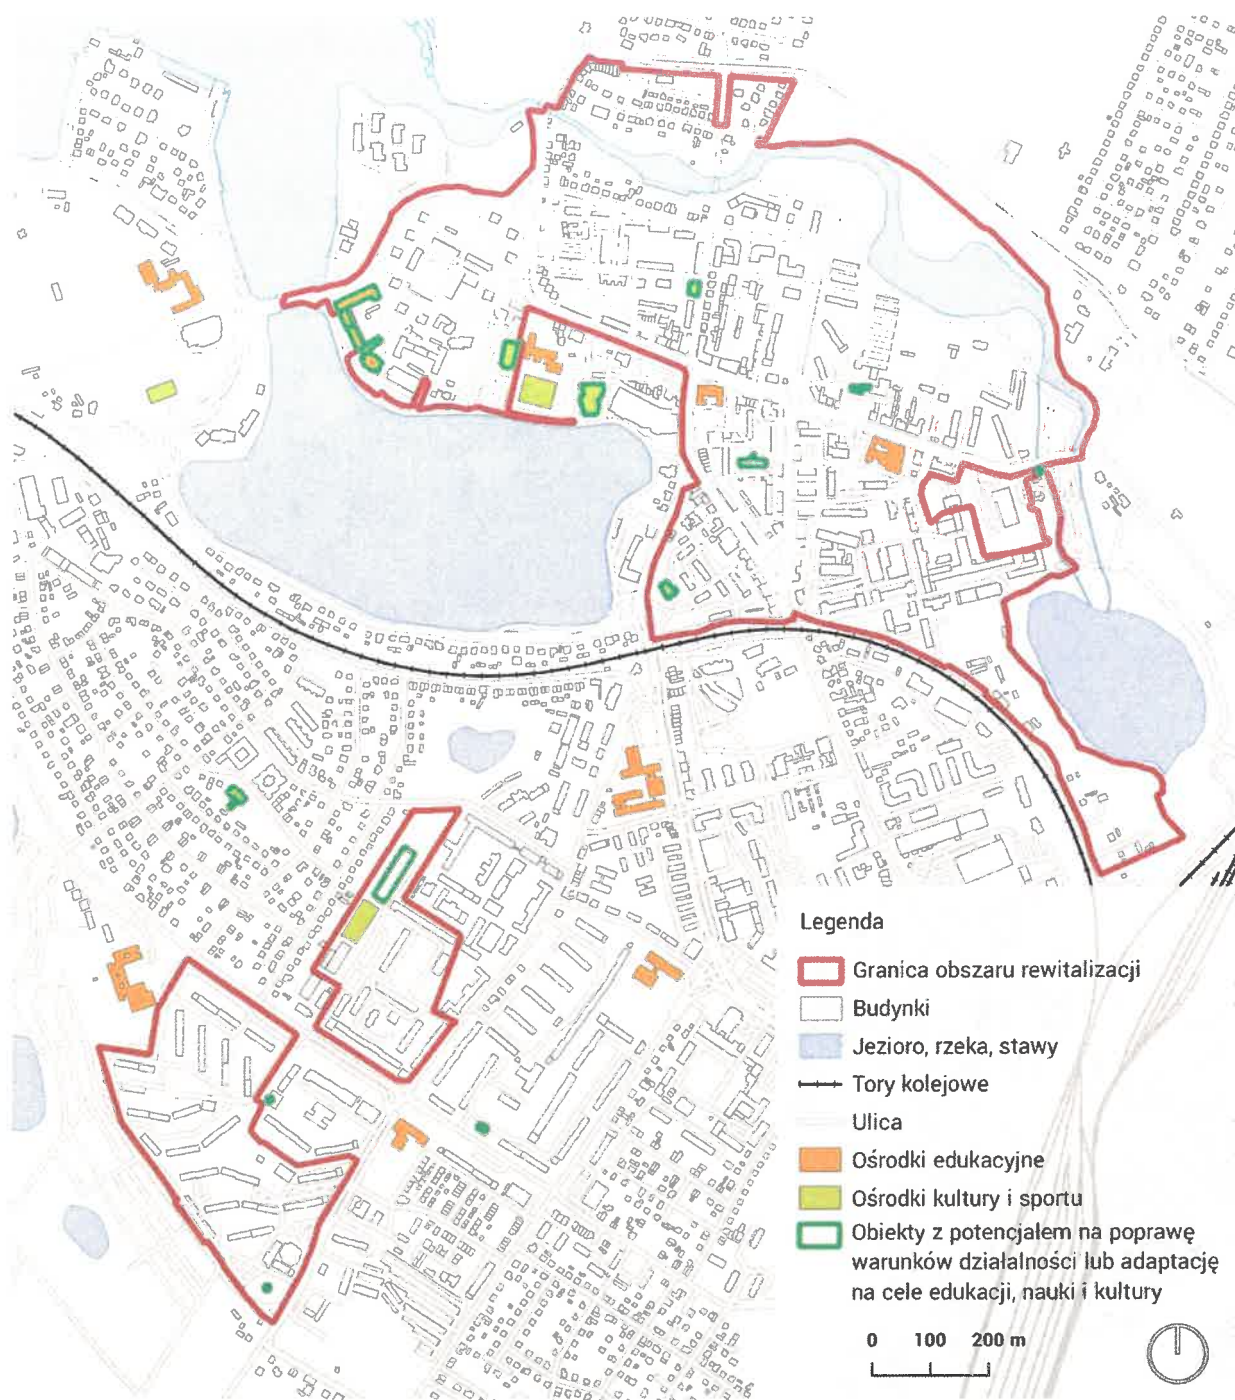 Legenda
Granica obszaru rewitalizacji
Budynki
Jezioro, rzeka, stawy
Tory kolejowe
Ulica
Ośrodki edukacyjne
Ośrodki kultury i sportu
Obiekty z potencjałem na poprawę
warunków działalności lub adaptację
na cele edukacji, nauki i kultury
0 100 200 m